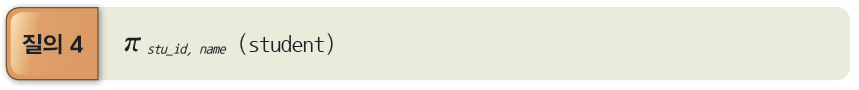 질의 4 π stu_id, name (student)